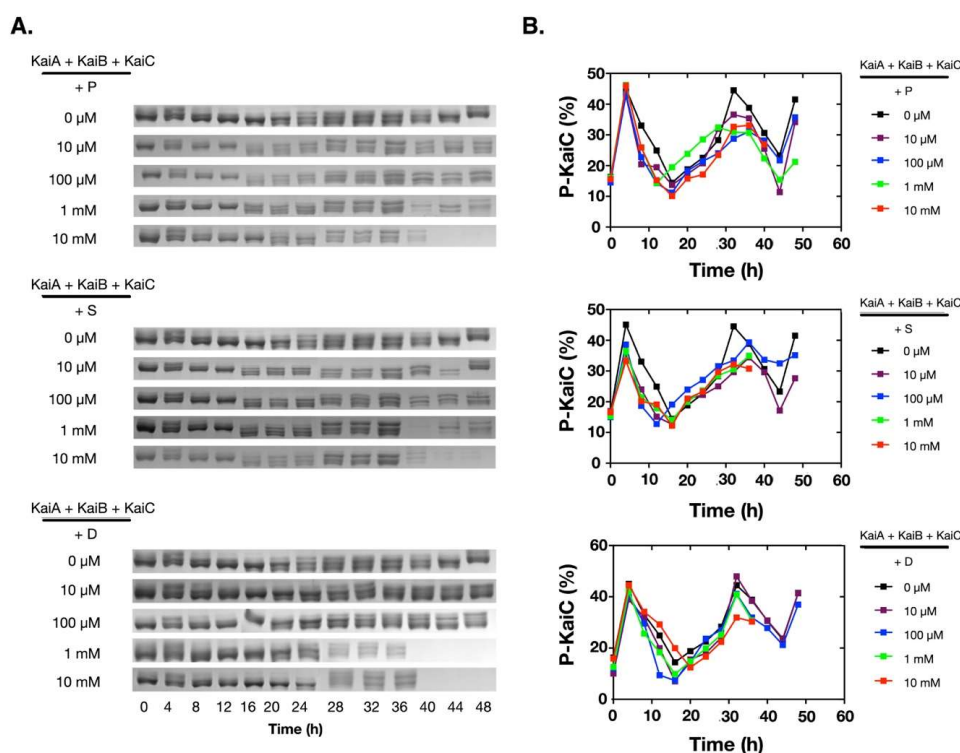 A.
KaiA + KaiB + KaiC
+ P
0 µM
10 µM
100 µM
1 mM
10 mM
KaiA + KaiB + KaiC
+ S
0 µM
10 µM
100 µM
1 mM
10 mM
KaiA + KaiB + KaiC
+ D
0 µM
10 µM
100 µM
1 mM
10 mM
0 4 8 12 16 20 24 28 32 36 40 44 48
Time (h)
B.
P-KaiC (%)
50
40
30
20
10
0
0 10 20 30 40 50 60
Time (h)
KaiA + KaiB + KaiC
+ P
0 µM
10 µM
100 µM
1 mM
10 mM
P-KaiC (%)
50
40
30
20
10
0
0 10 20 30 40 50 60
Time (h)
KaiA + KaiB + KaiC
+ S
0 µM
10 µM
100 µM
1 mM
10 mM
P-KaiC (%)
60
40
20
0
0 10 20 30 40 50 60
Time (h)
KaiA + KaiB + KaiC
+ D
0 µM
10 µM
100 µM
1 mM
10 mM